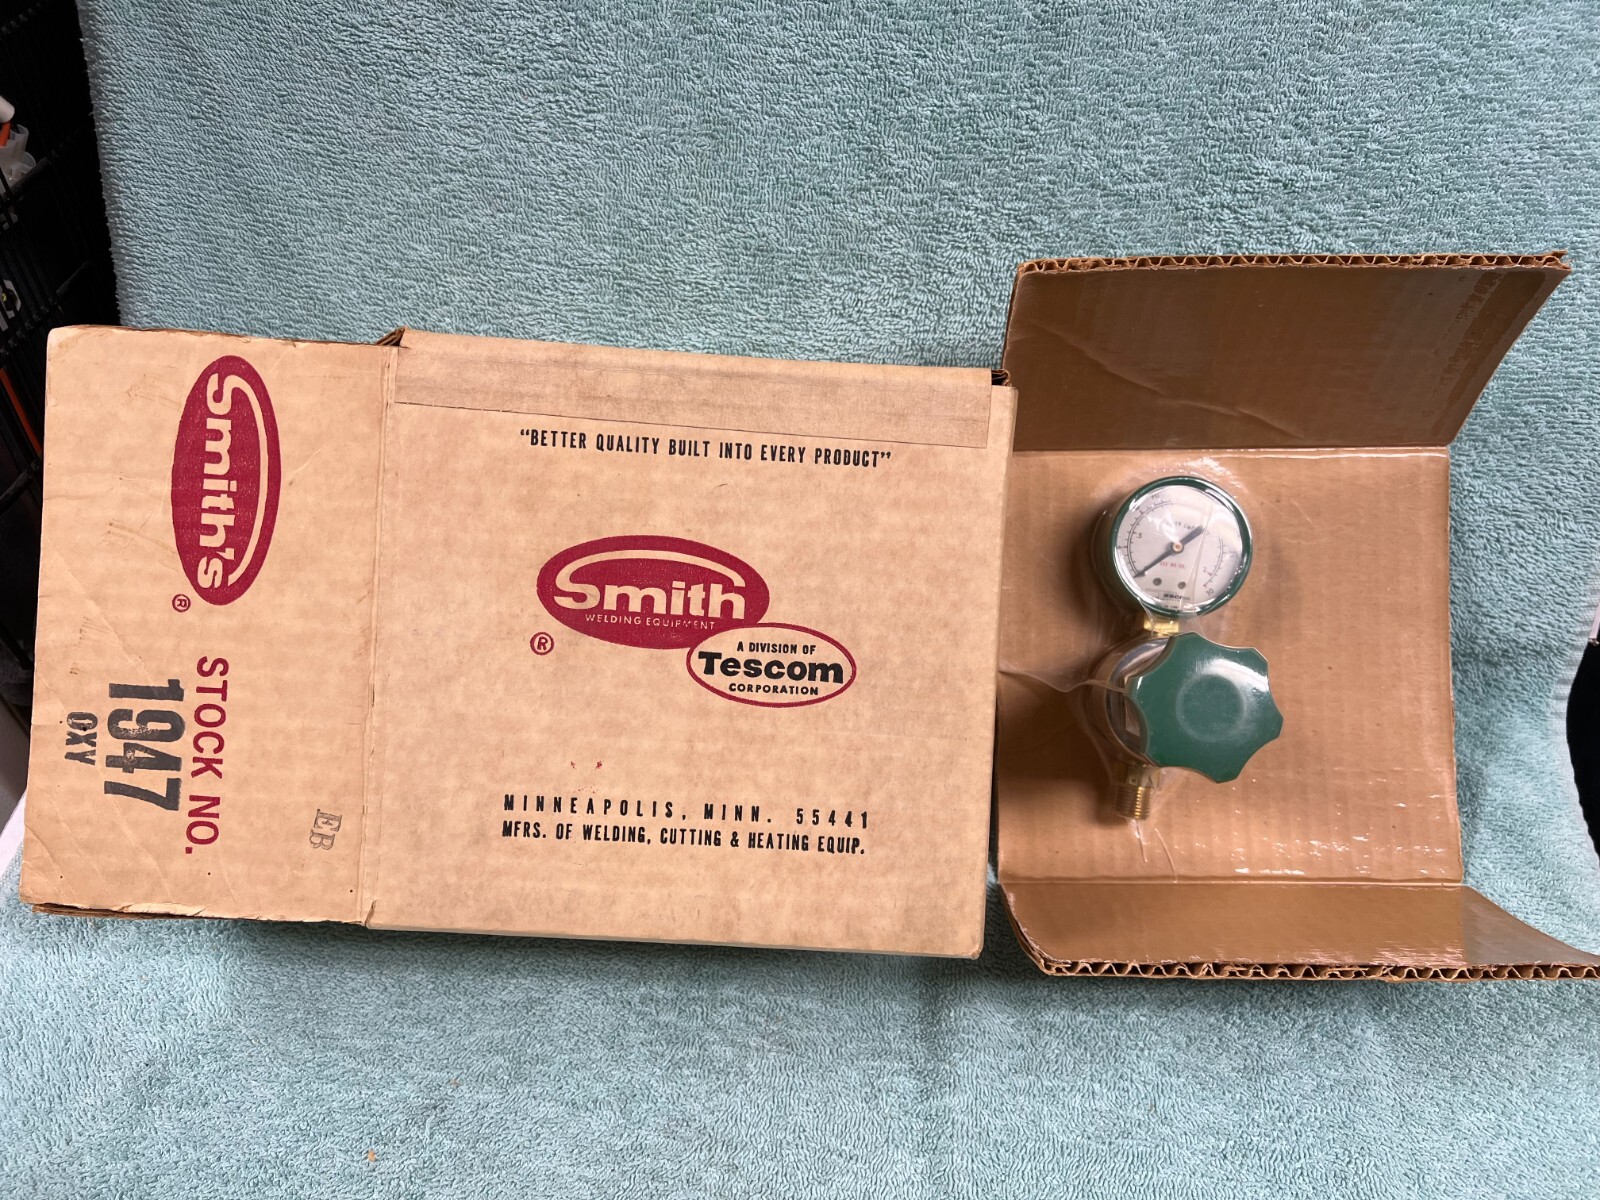 Smith's
®
STOCK NO.
1947
OXY
EB
“BETTER QUALITY BUILT INTO EVERY PRODUCT”
Smith
WELDING EQUIPMENT
®
A DIVISION OF
Tescom
CORPORATION
MINNEAPOLIS, MINN. 55441
MFRS. OF WELDING, CUTTING & HEATING EQUIP.
PSI